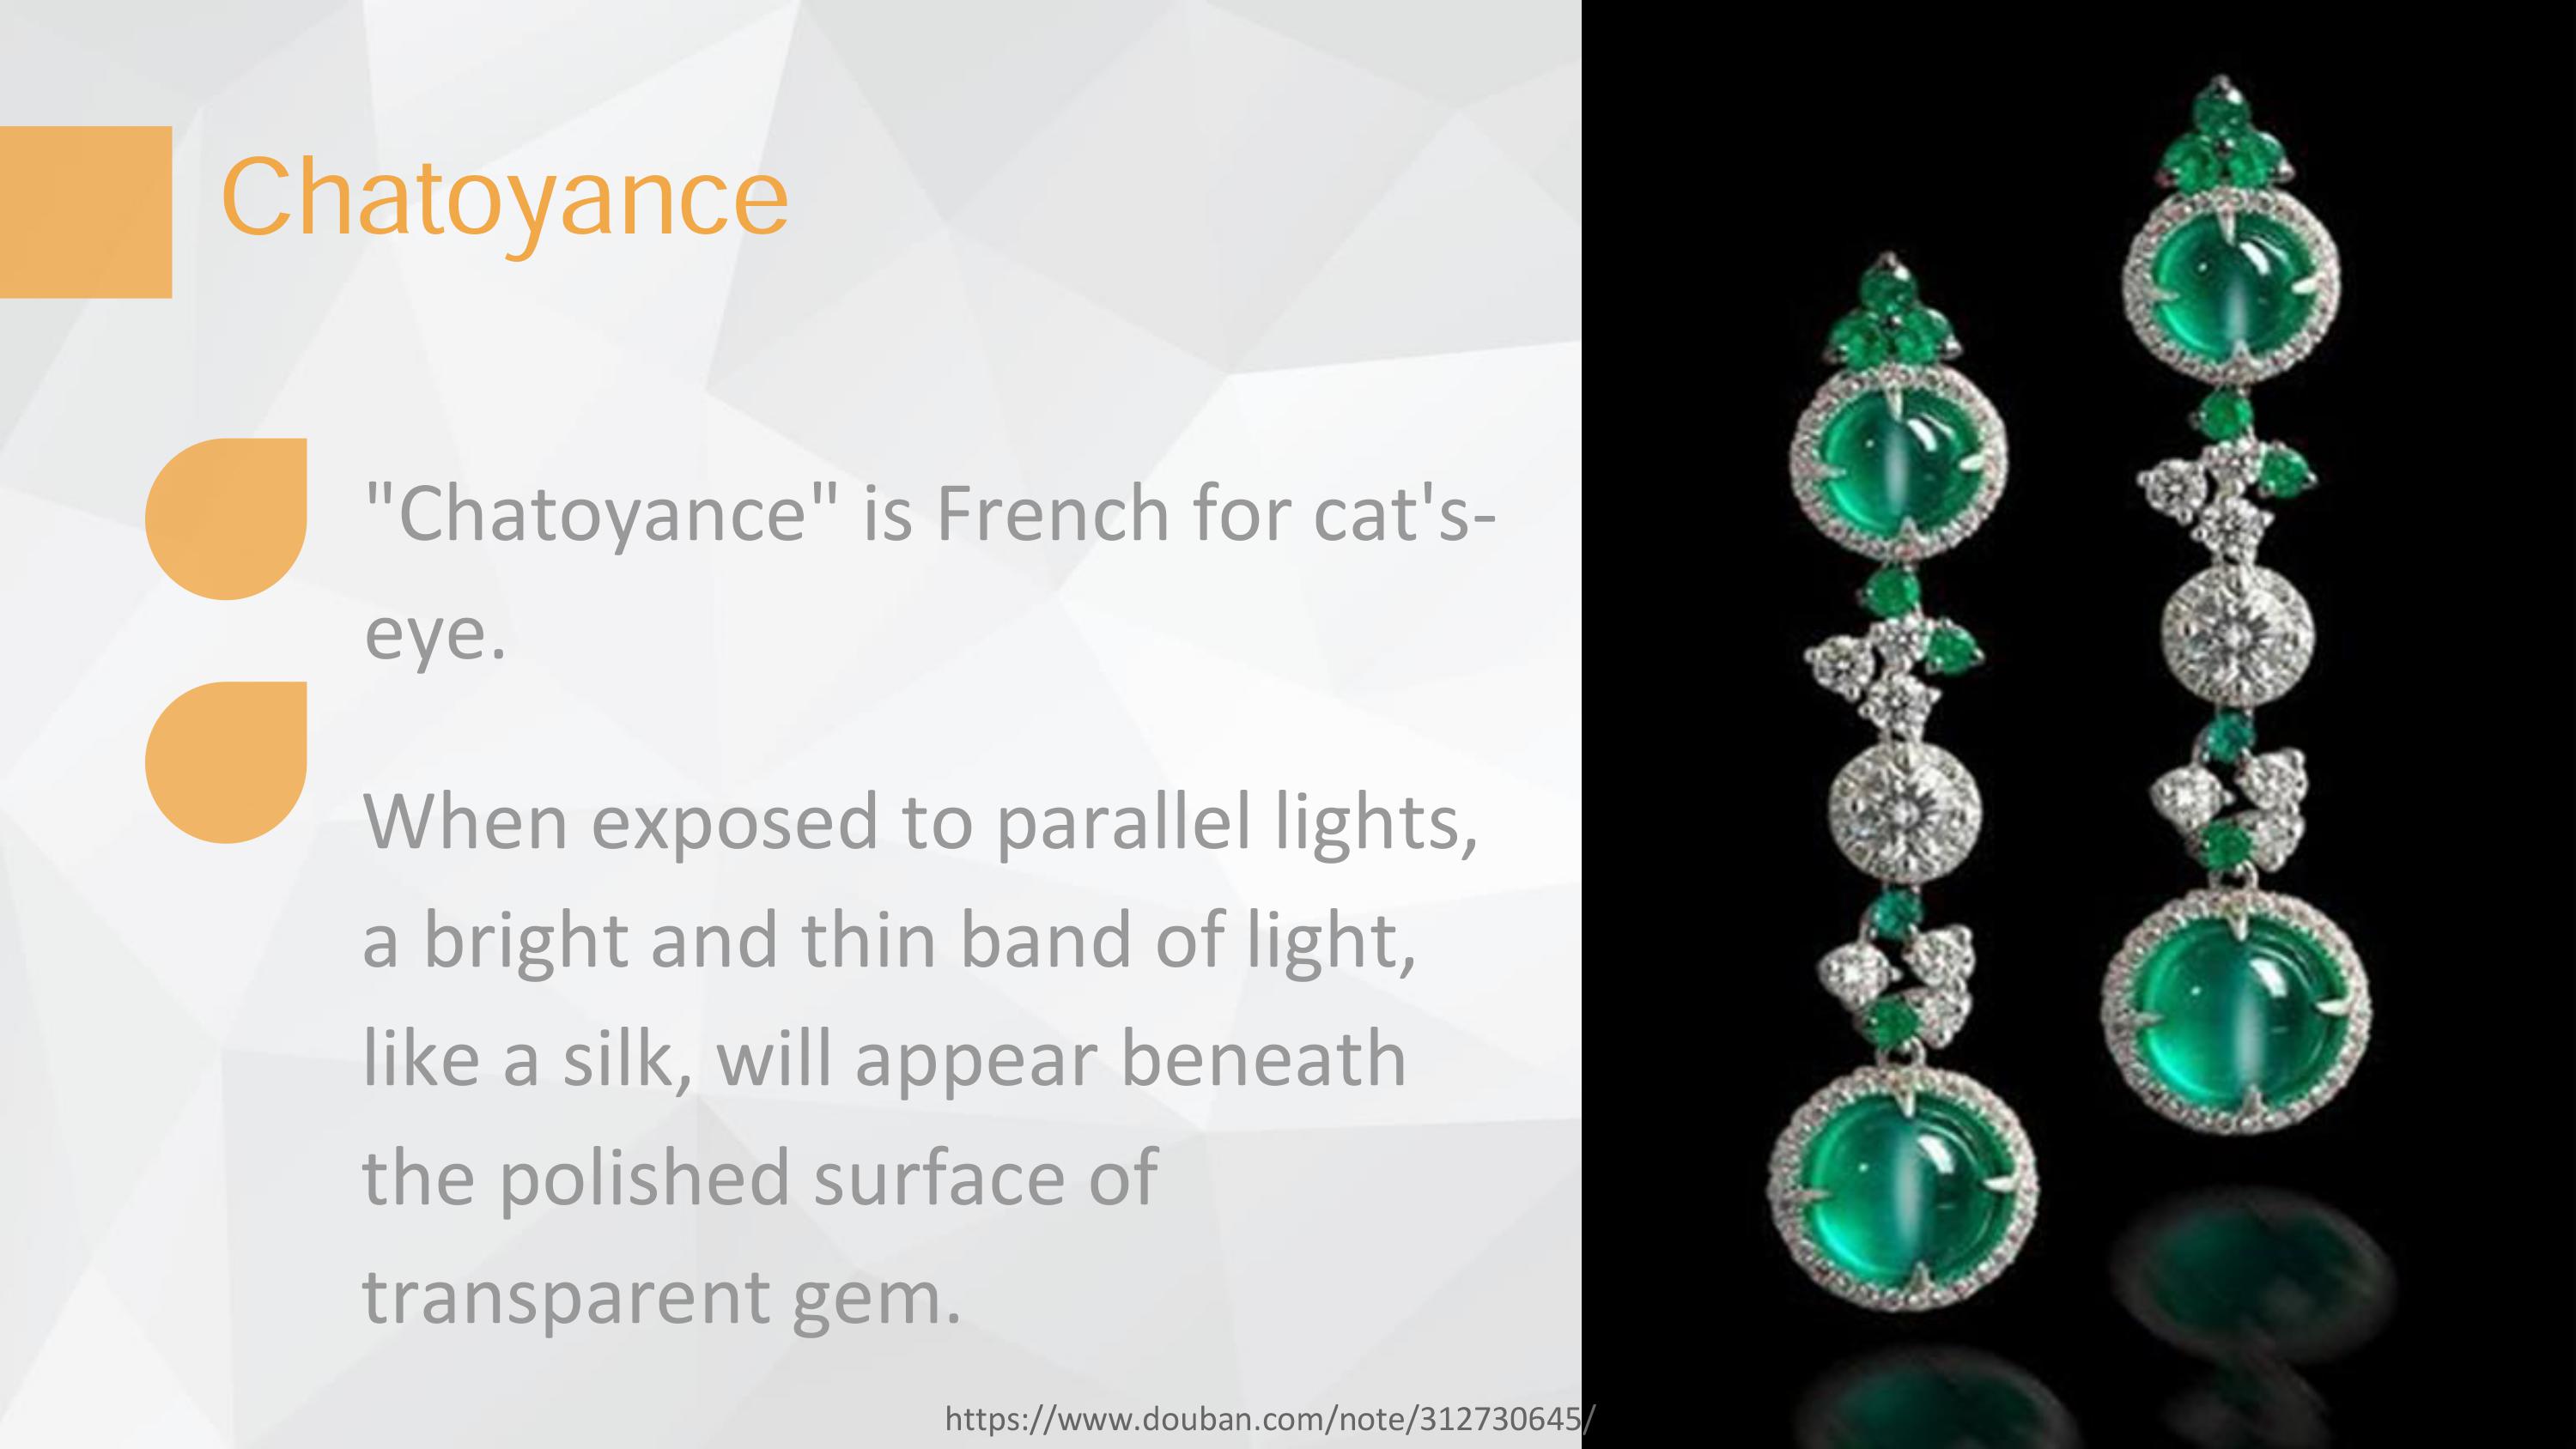 Chatoyance
"Chatoyance" is French for cat's-
eye.
When exposed to parallel lights,
a bright and thin band of light,
like a silk, will appear beneath
the polished surface of
transparent gem.
https://www.douban.com/note/312730645/